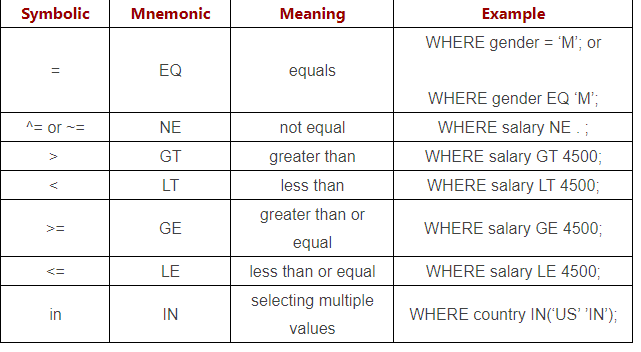 Symbolic Mnemonic Meaning Example
= EQ equals WHERE gender = ‘M’; or
WHERE gender EQ ‘M’;
^= or ~= NE not equal WHERE salary NE . ;
> GT greater than WHERE salary GT 4500;
< LT less than WHERE salary LT 4500;
>= GE greater than or
equal WHERE salary GE 4500;
<= LE less than or equal WHERE salary LE 4500;
in IN selecting multiple
values WHERE country IN(‘US’ ’IN’);